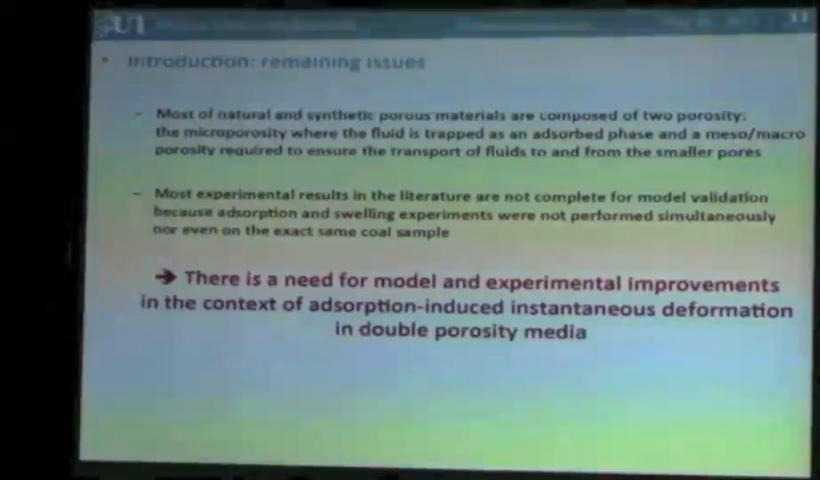 11
• Introduction: remaining issues
– Most of natural and synthetic porous materials are composed of two porosity:
the microporosity where the fluid is trapped as an adsorbed phase and a meso/macro
porosity required to ensure the transport of fluids to and from the smaller pores
– Most experimental results in the literature are not complete for model validation
because adsorption and swelling experiments were not performed simultaneously
nor even on the exact same coal sample
➔ There is a need for model and experimental improvements
in the context of adsorption-induced instantaneous deformation
in double porosity media